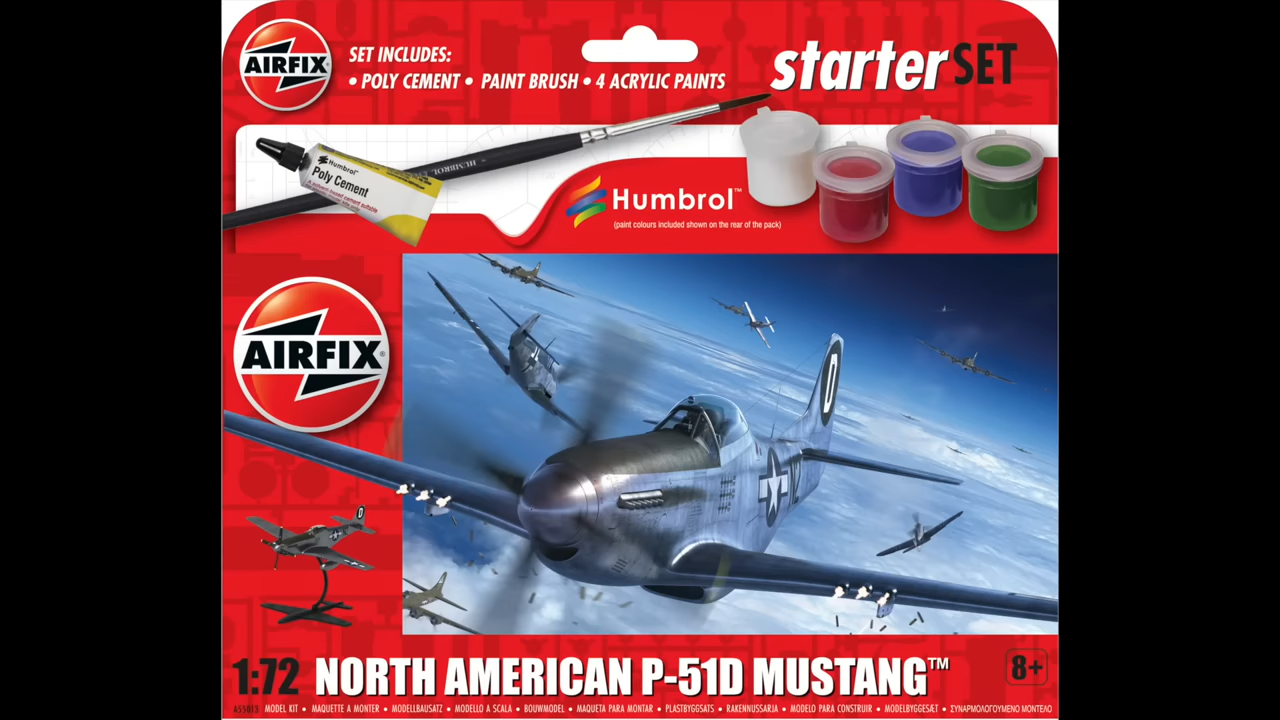 AIRFIX
SET INCLUDES:
• POLY CEMENT • PAINT BRUSH • 4 ACRYLIC PAINTS
starter SET
HUMBROL
Humbrol™
Poly Cement
Humbrol™
(paint colours included shown on the rear of the pack)
AIRFIX®
D
1:72 NORTH AMERICAN P-51D MUSTANG™
8+
A55013 MODEL KIT • MAQUETTE A MONTER • MODELLBAUSATZ • MODELLO A SCALA • BOUWMODEL • MAQUETA PARA MONTAR • PLASTBYGGSATS • RAKENNUSSARJA • MODELO PARA CONSTRUIR • MODELBYGGESÆT • ΣΥΝΑΡΜΟΛΟΓΟΥΜΕΝΟ ΜΟΝΤΕΛΟ